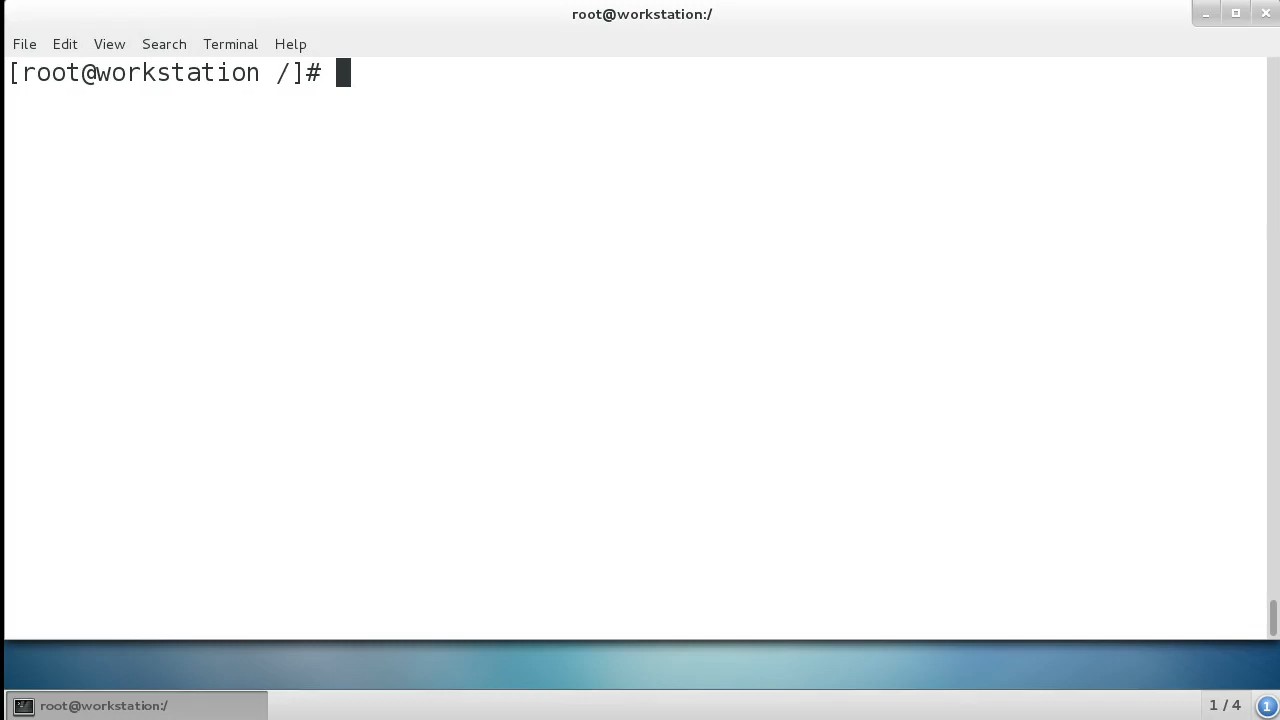 root@workstation:/
File Edit View Search Terminal Help
[root@workstation /]#
root@workstation:/
1 / 4
1